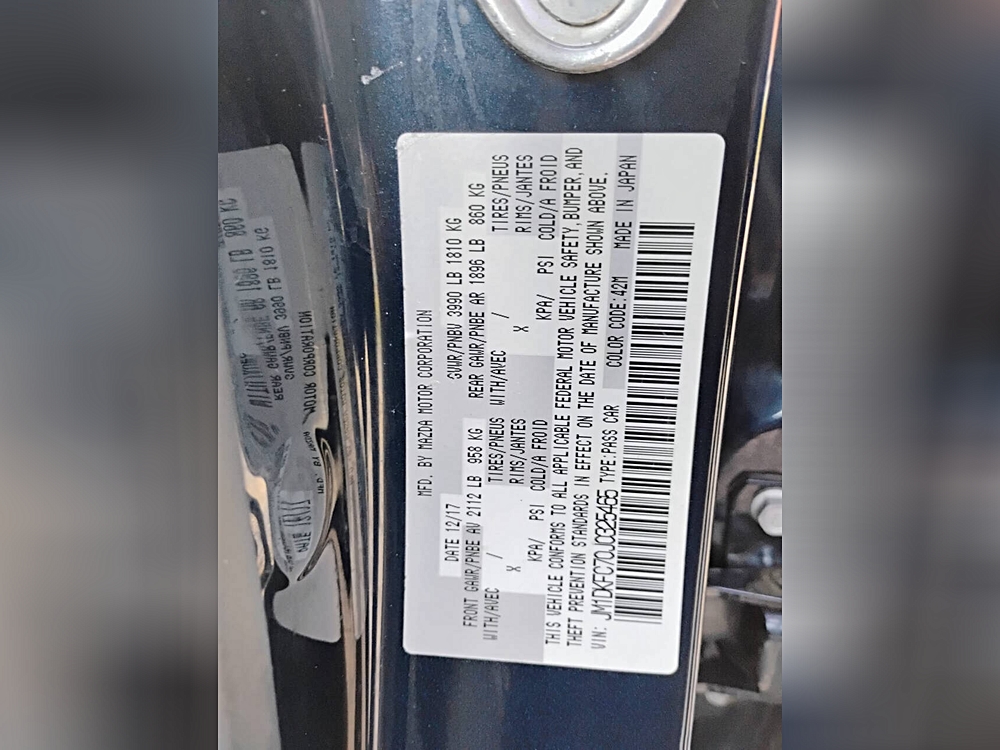 MFD. BY MAZDA MOTOR CORPORATION
DATE 12/17 GVWR/PNBV 3990 LB 1810 KG
FRONT GAWR/PNBE AV 2112 LB 958 KG REAR GAWR/PNBE AR 1896 LB 860 KG
WITH/AVEC / TIRES/PNEUS WITH/AVEC / TIRES/PNEUS
X RIMS/JANTES X RIMS/JANTES
KPA/ PSI COLD/A FROID KPA/ PSI COLD/A FROID
THIS VEHICLE CONFORMS TO ALL APPLICABLE FEDERAL MOTOR VEHICLE SAFETY, BUMPER, AND
THEFT PREVENTION STANDARDS IN EFFECT ON THE DATE OF MANUFACTURE SHOWN ABOVE.
VIN: JM1DKFC70J0325465 TYPE:PASS CAR COLOR CODE:42M MADE IN JAPAN